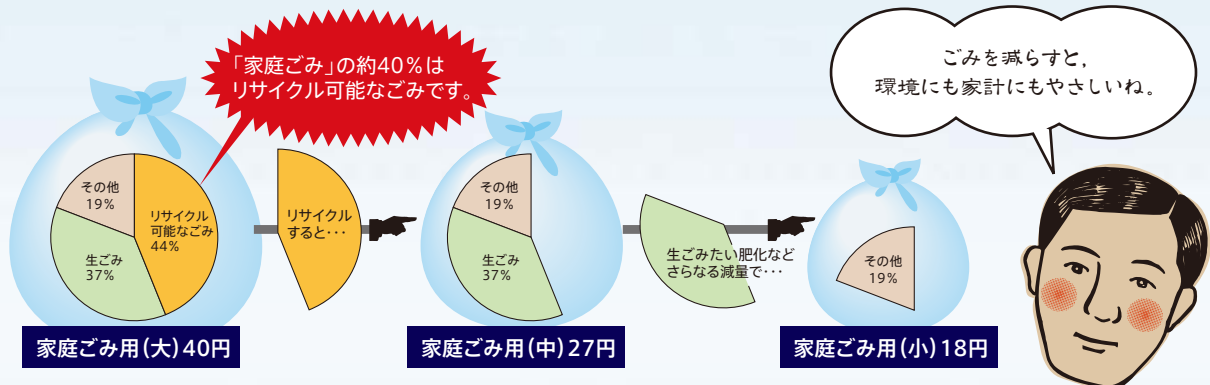 「家庭ごみ」の約40%は
リサイクル可能なごみです。
ごみを減らすと,
環境にも家計にもやさしいね。
その他
19%
リサイクル
可能なごみ
44%
生ごみ
37%
リサイクル
すると・・・
その他
19%
生ごみ
37%
生ごみたい肥化など
さらなる減量で・・・
その他
19%
家庭ごみ用(大)40円
家庭ごみ用(中)27円
家庭ごみ用(小)18円